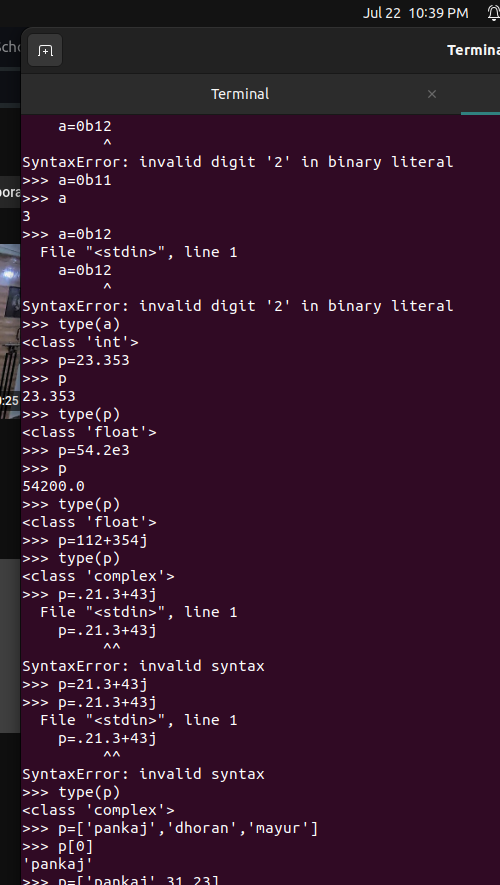 Jul 22 10:39 PM
Termina
Terminal
    a=0b12
         ^
SyntaxError: invalid digit '2' in binary literal
>>> a=0b11
>>> a
3
>>> a=0b12
  File "<stdin>", line 1
    a=0b12
         ^
SyntaxError: invalid digit '2' in binary literal
>>> type(a)
<class 'int'>
>>> p=23.353
>>> p
23.353
>>> type(p)
<class 'float'>
>>> p=54.2e3
>>> p
54200.0
>>> type(p)
<class 'float'>
>>> p=112+354j
>>> type(p)
<class 'complex'>
>>> p=.21.3+43j
  File "<stdin>", line 1
    p=.21.3+43j
         ^^
SyntaxError: invalid syntax
>>> p=21.3+43j
>>> p=.21.3+43j
  File "<stdin>", line 1
    p=.21.3+43j
         ^^
SyntaxError: invalid syntax
>>> type(p)
<class 'complex'>
>>> p=['pankaj','dhoran','mayur']
>>> p[0]
'pankaj'
>>> p=['pankaj',31,23]